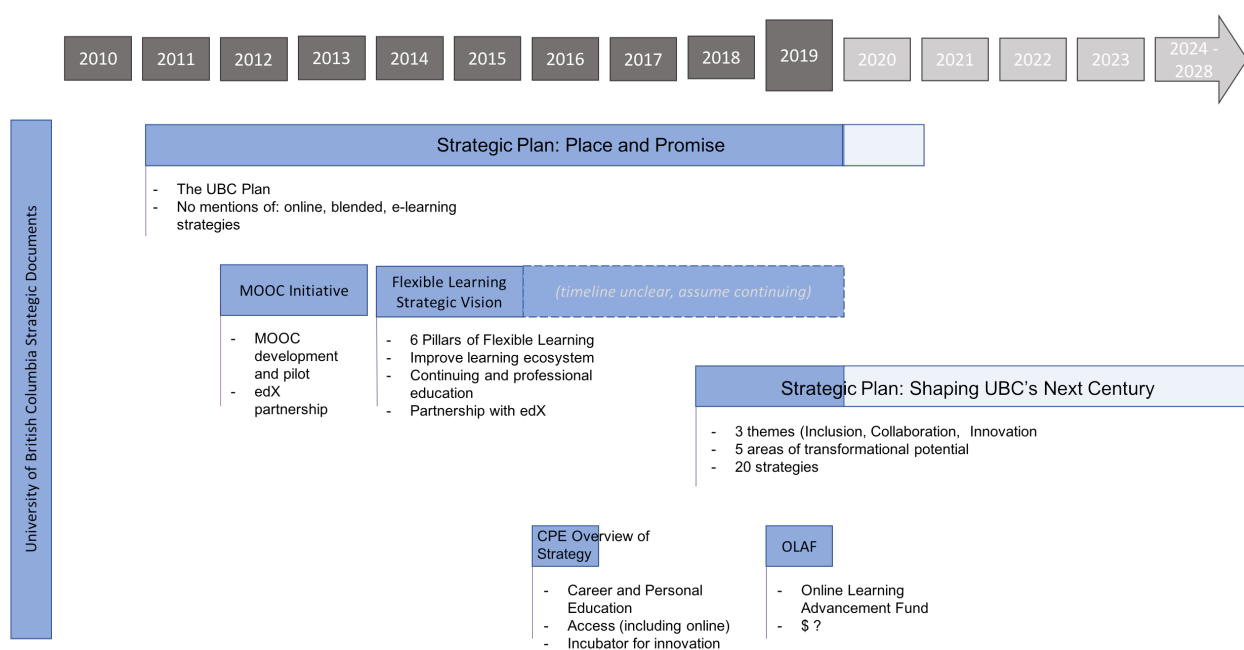 2010 2011 2012 2013 2014 2015 2016 2017 2018 2019 2020 2021 2022 2023 2024 -
2028
University of British Columbia Strategic Documents
Strategic Plan: Place and Promise
- The UBC Plan
- No mentions of: online, blended, e-learning
strategies
MOOC Initiative
- MOOC
development
and pilot
- edX
partnership
Flexible Learning
Strategic Vision
(timeline unclear, assume continuing)
- 6 Pillars of Flexible Learning
- Improve learning ecosystem
- Continuing and professional
education
- Partnership with edX
Strategic Plan: Shaping UBC's Next Century
- 3 themes (Inclusion, Collaboration, Innovation
- 5 areas of transformational potential
- 20 strategies
CPE Overview of
Strategy
- Career and Personal
Education
- Access (including online)
- Incubator for innovation
OLAF
- Online Learning
Advancement Fund
- $ ?